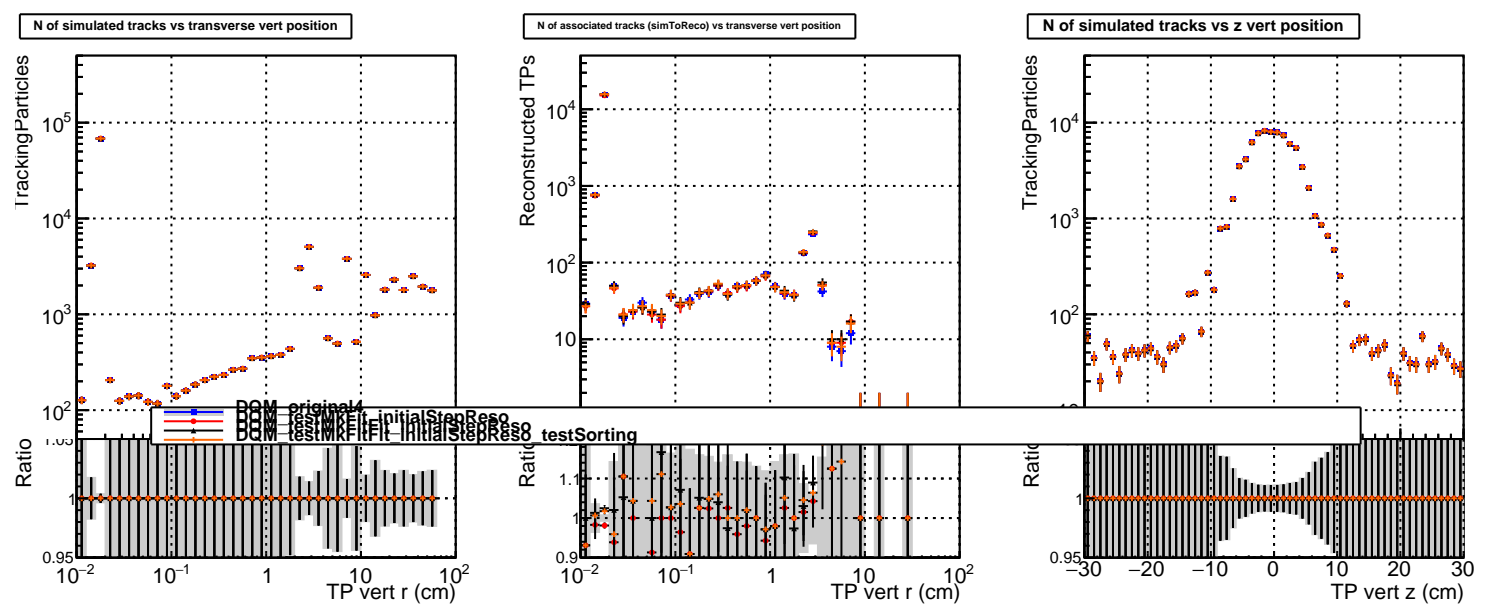 N of simulated tracks vs transverse vert position
TrackingParticles
10^5
10^4
10^3
10^2
Ratio
1
0.95
10^−2
10^−1
1
10
10^2
TP vert r (cm)
N of associated tracks (simToReco) vs transverse vert position
Reconstructed TPs
10^4
10^3
10^2
10
1.1
1
0.9
10^−2
10^−1
1
10
10^2
TP vert r (cm)
N of simulated tracks vs z vert position
TrackingParticles
10^4
10^3
10^2
Ratio
1
0.95
−30
−20
−10
0
10
20
30
TP vert z (cm)
DQM_original4
DQM_testMkFit_initialStepReso
DQM_testMkFitFit_initialStepReso
DQM_testMkFitFit_initialStepReso_testSorting